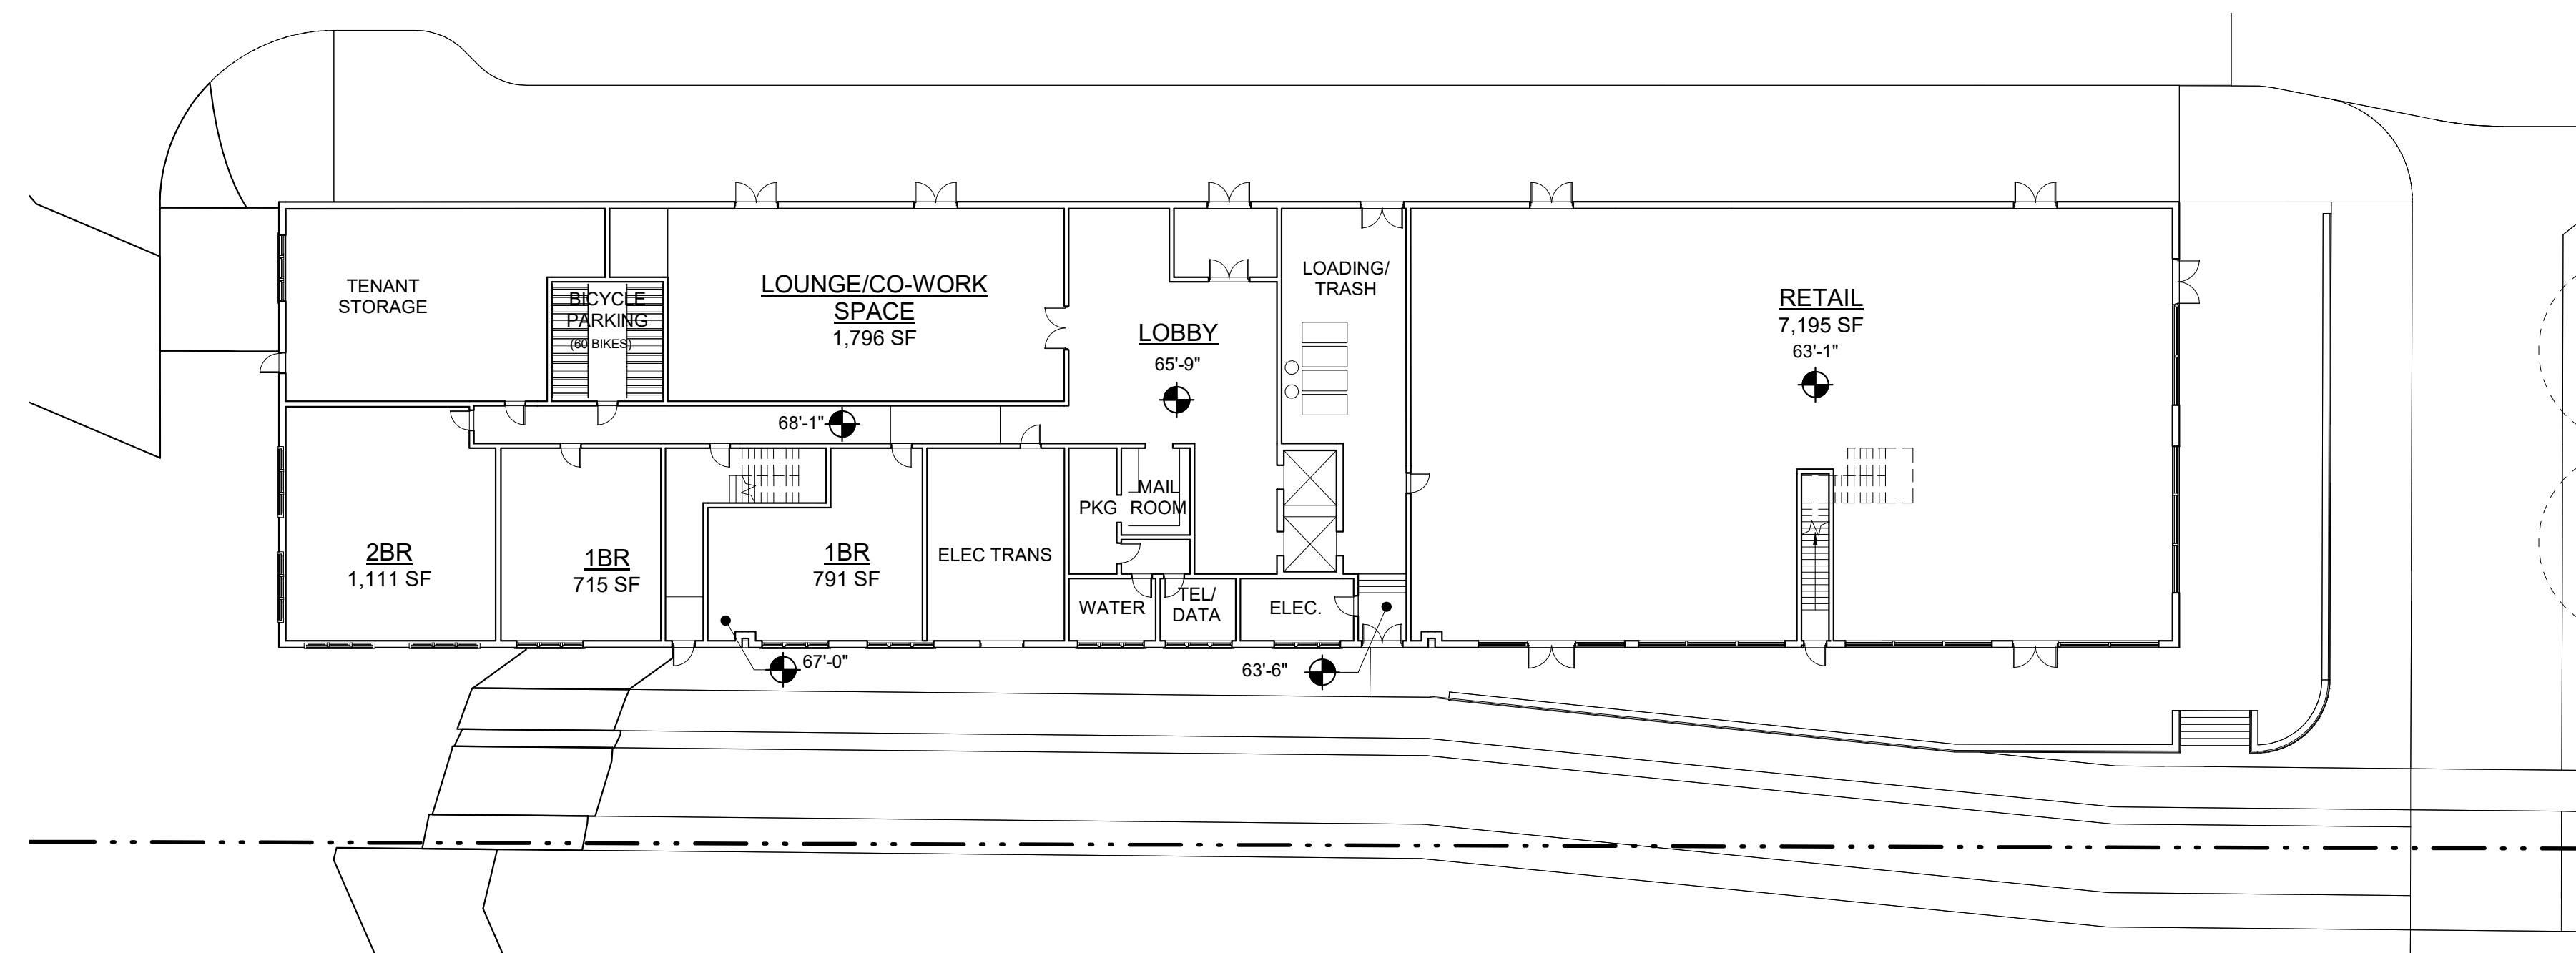 TENANT
STORAGE
BICYCLE
PARKING
(60 BIKES)
LOUNGE/CO-WORK
SPACE
1,796 SF
LOBBY
65'-9"
LOADING/
TRASH
RETAIL
7,195 SF
63'-1"
68'-1"
2BR
1,111 SF
1BR
715 SF
1BR
791 SF
ELEC TRANS
PKG
MAIL
ROOM
WATER
TEL/
DATA
ELEC.
67'-0"
63'-6"